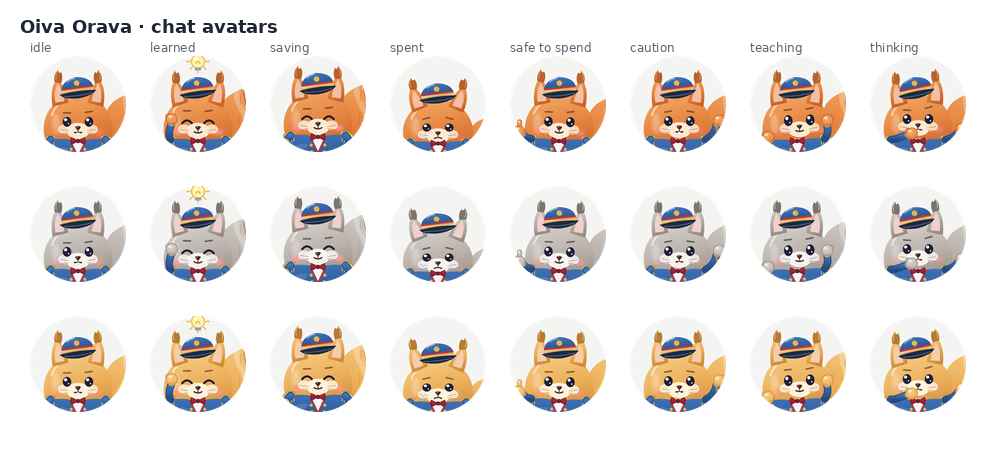 Oiva Orava · chat avatars
idle learned saving spent safe to spend caution teaching thinking